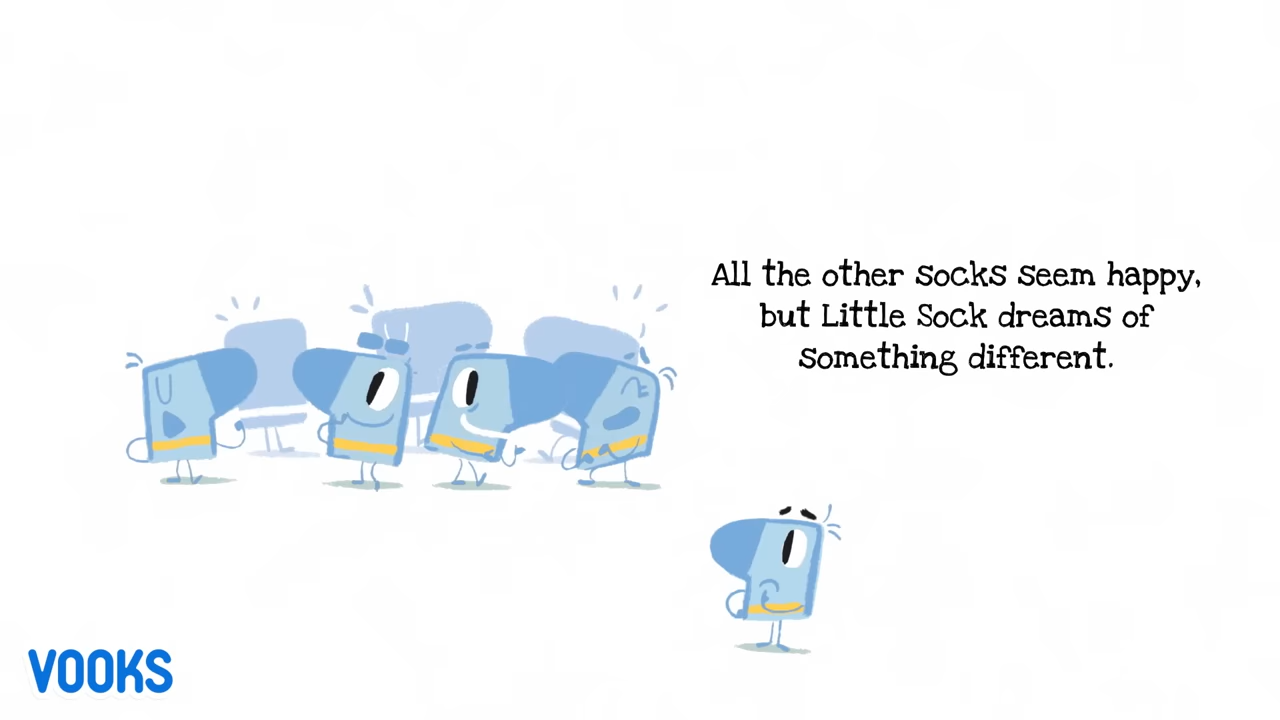 All the other socks seem happy,
but Little Sock dreams of
something different.
VOOKS